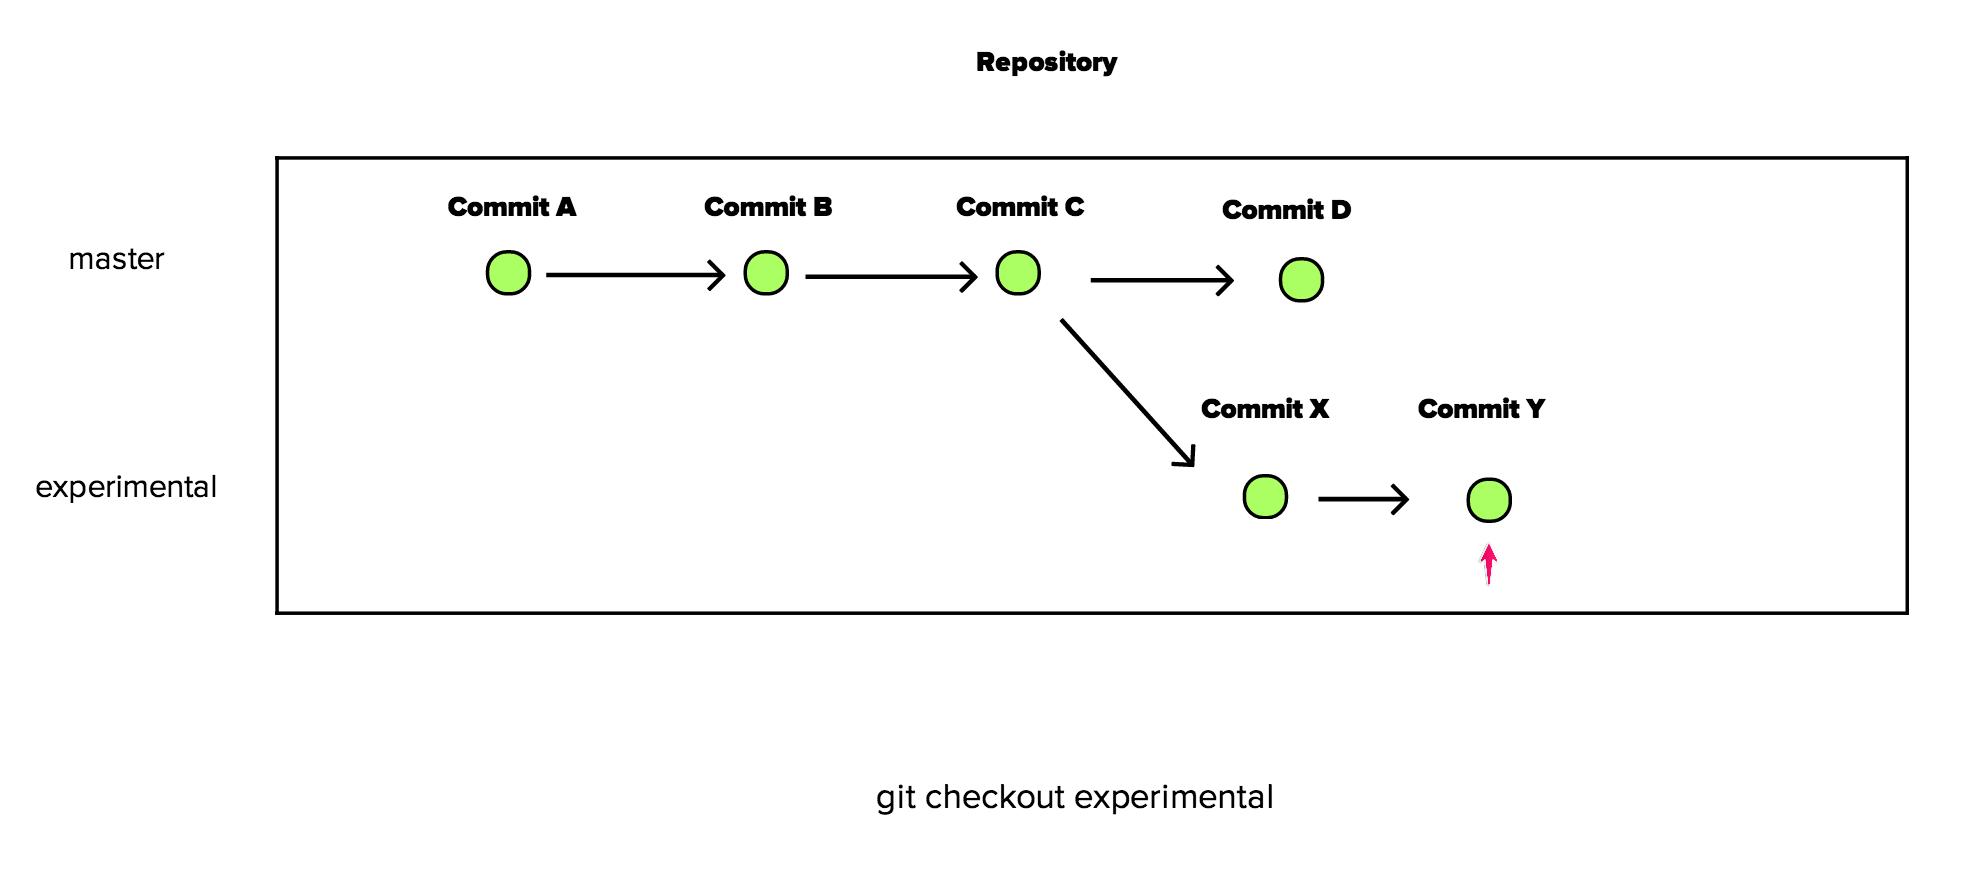 Repository
Commit A
Commit B
Commit C
Commit D
master
Commit X
Commit Y
experimental
git checkout experimental